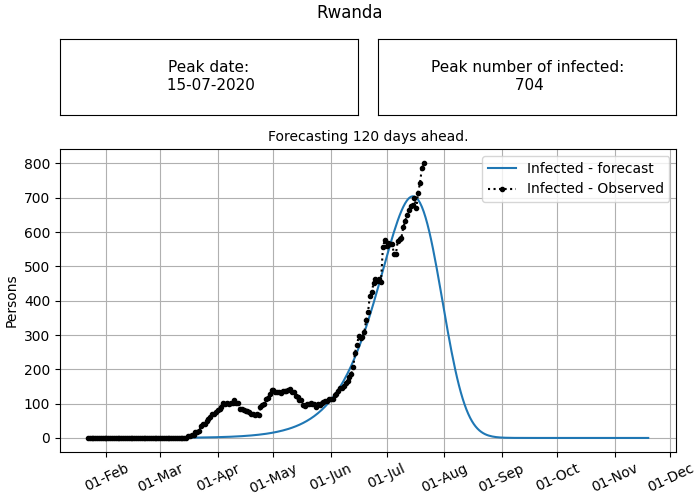 Rwanda
Peak date:
15-07-2020
Peak number of infected:
704
Forecasting 120 days ahead.
Infected - forecast
Infected - Observed
Persons
800
700
600
500
400
300
200
100
0
01-Feb
01-Mar
01-Apr
01-May
01-Jun
01-Jul
01-Aug
01-Sep
01-Oct
01-Nov
01-Dec